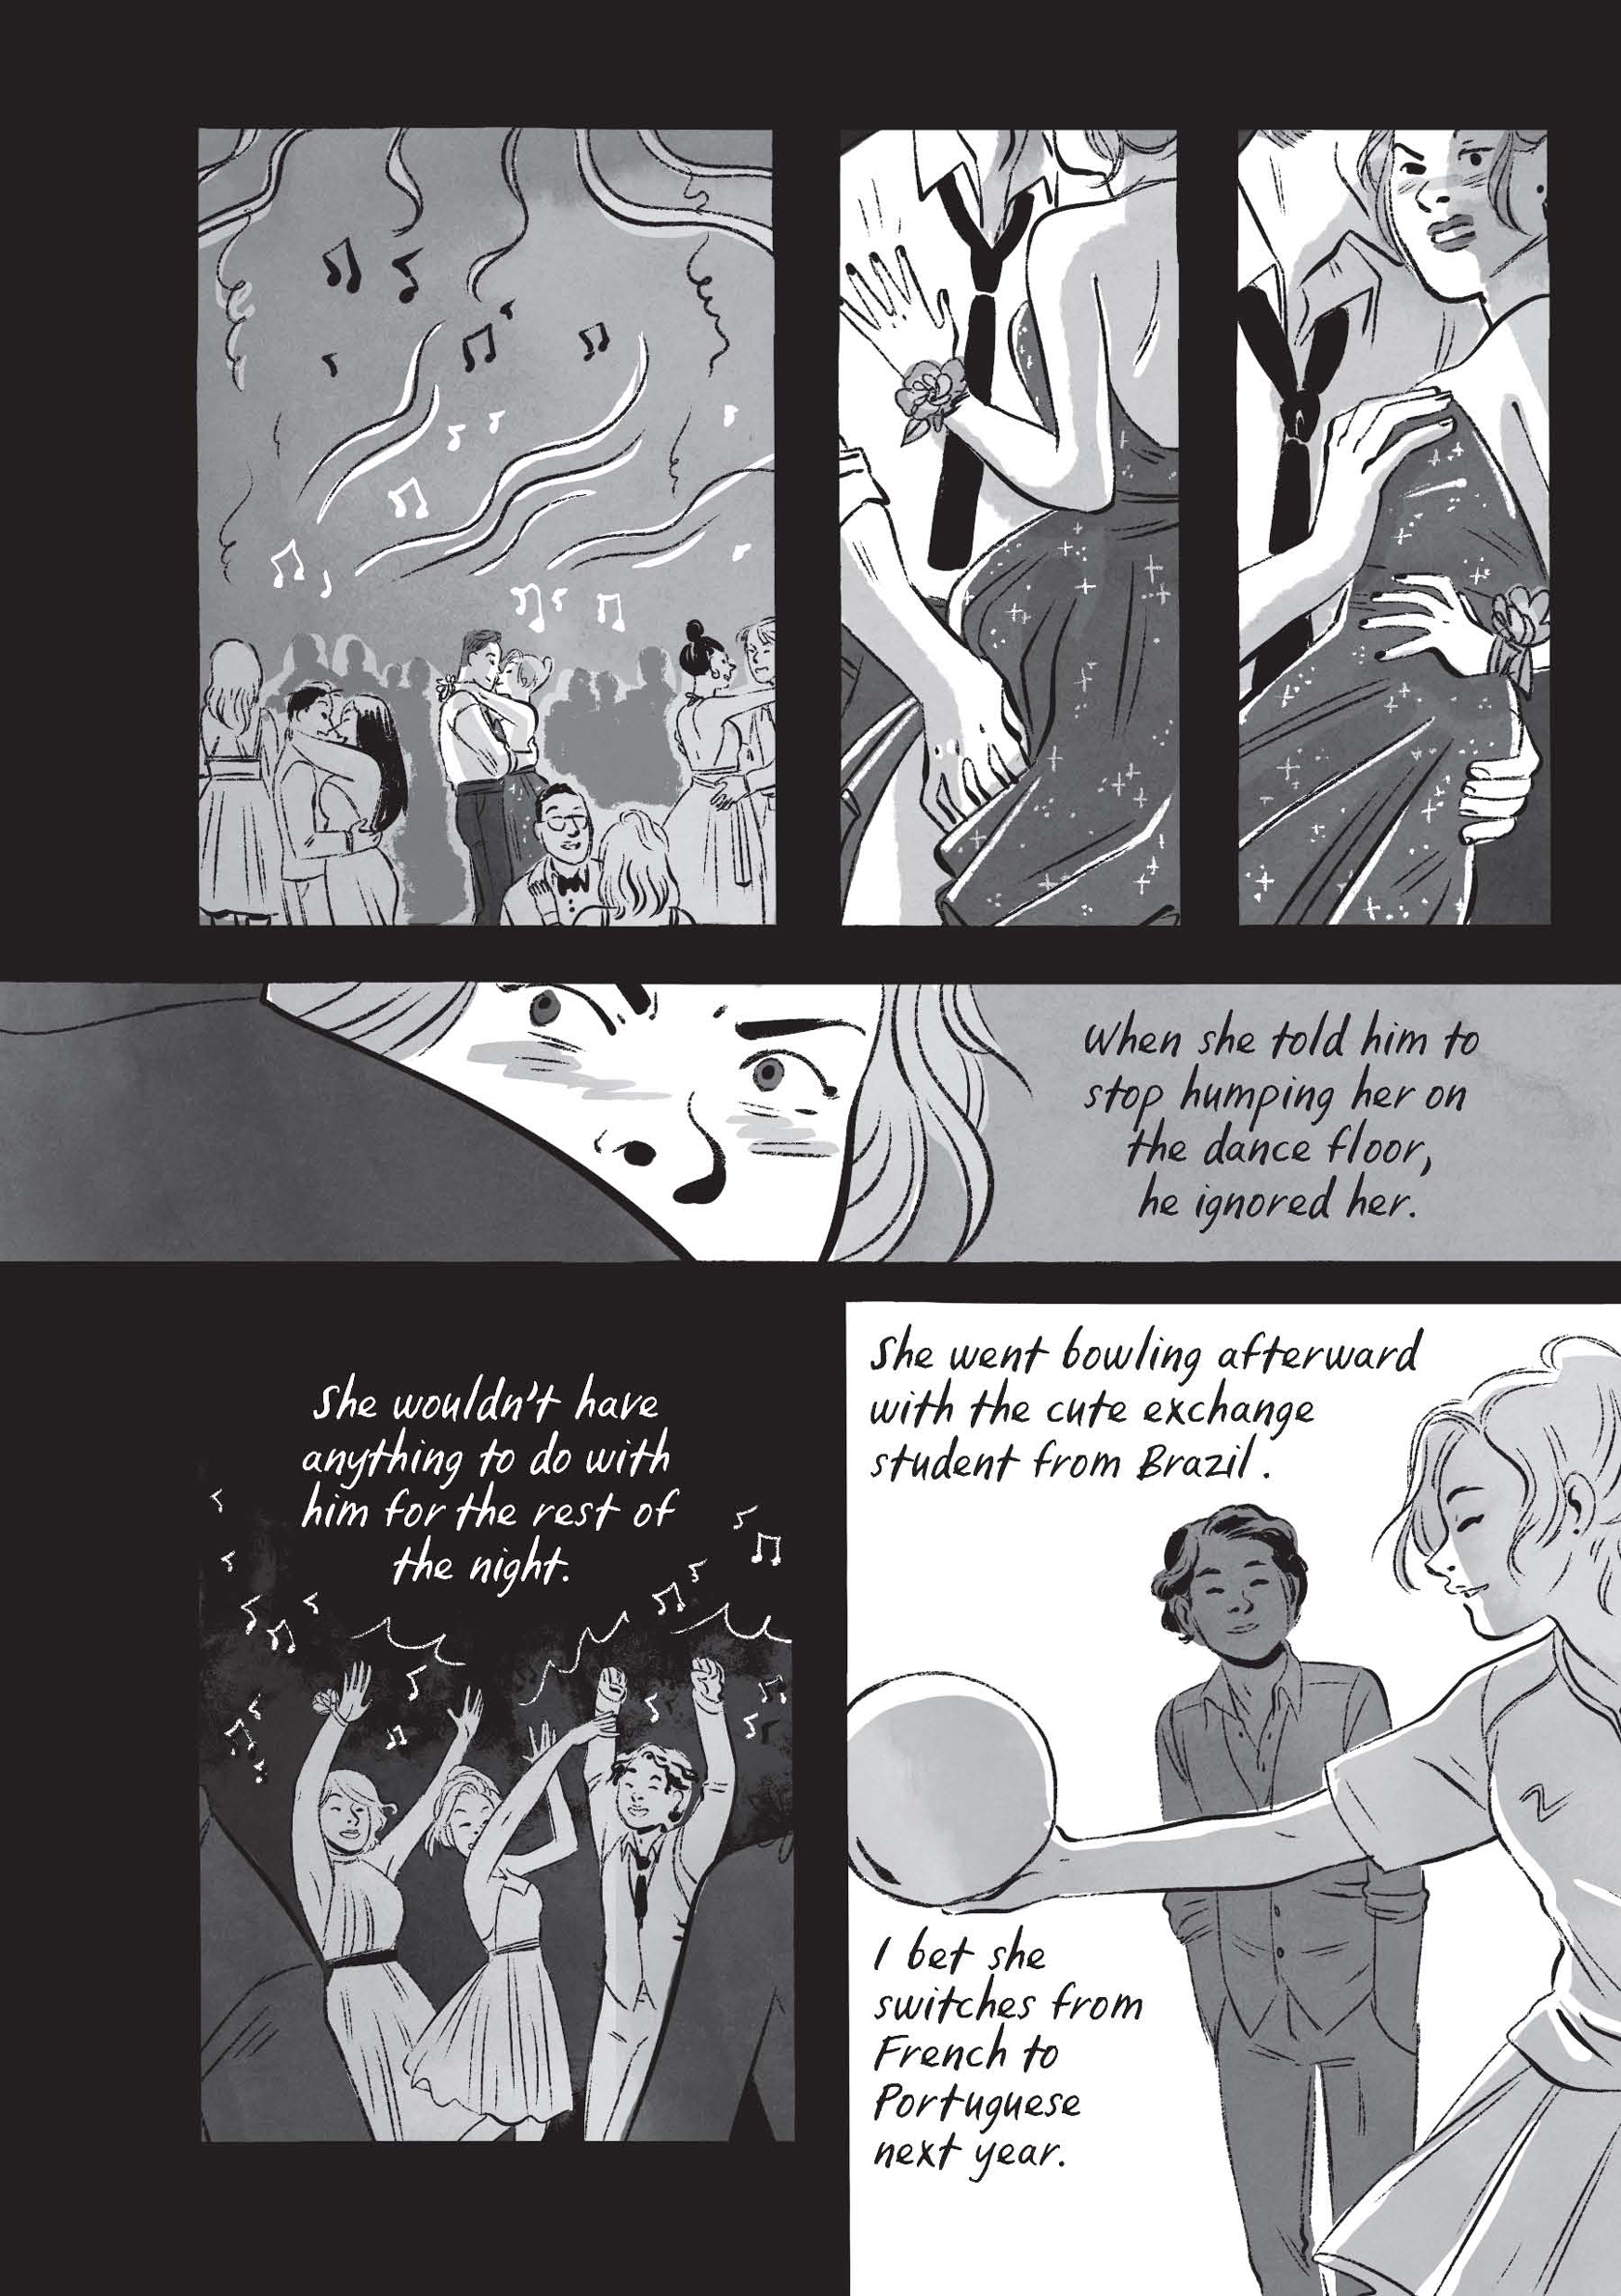 When she told him to
stop humping her on
the dance floor,
he ignored her.
She wouldn't have
anything to do with
him for the rest of
the night.
She went bowling afterward
with the cute exchange
student from Brazil.
I bet she
switches from
French to
Portuguese
next year.